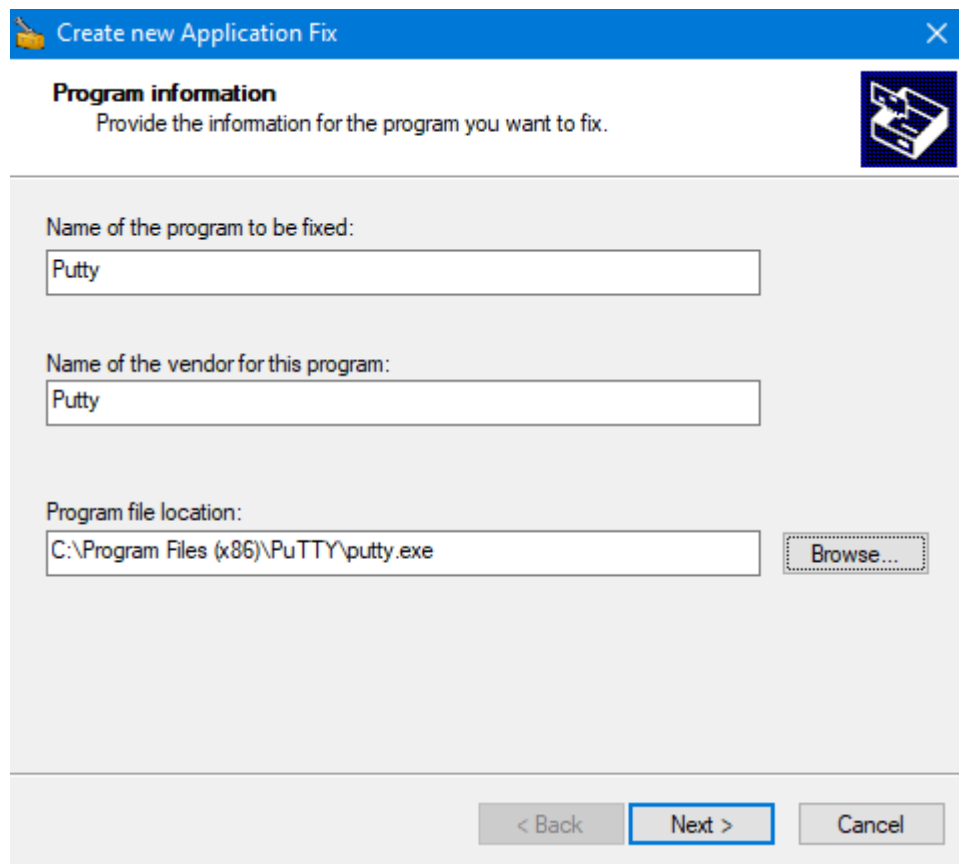 Create new Application Fix
Program information
Provide the information for the program you want to fix.
Name of the program to be fixed:
Putty
Name of the vendor for this program:
Putty
Program file location:
C:\Program Files (x86)\PuTTY\putty.exe
Browse...
< Back
Next >
Cancel